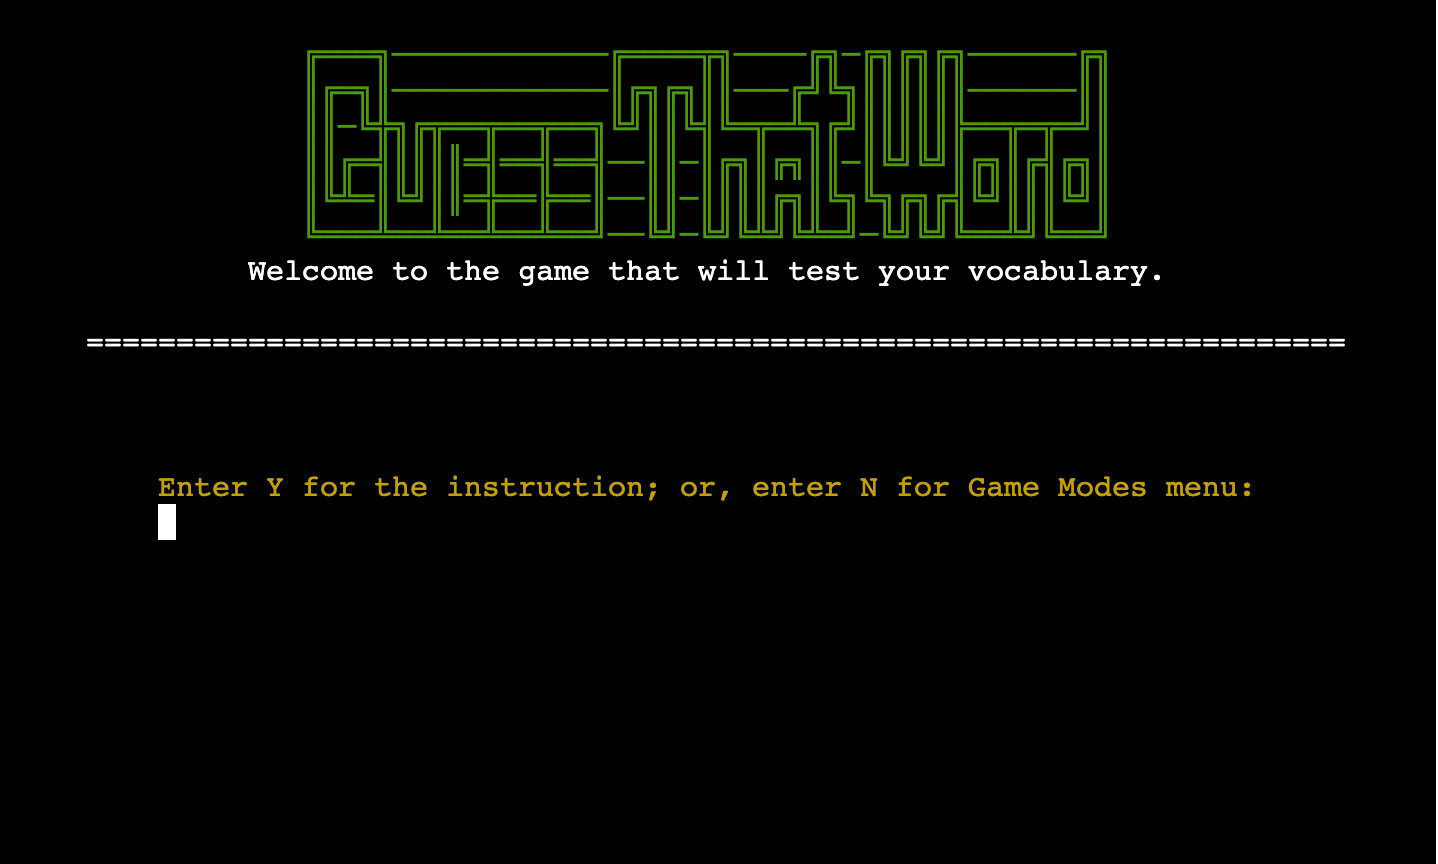 Guess That Word
Welcome to the game that will test your vocabulary.
======================================================================
Enter Y for the instruction; or, enter N for Game Modes menu: